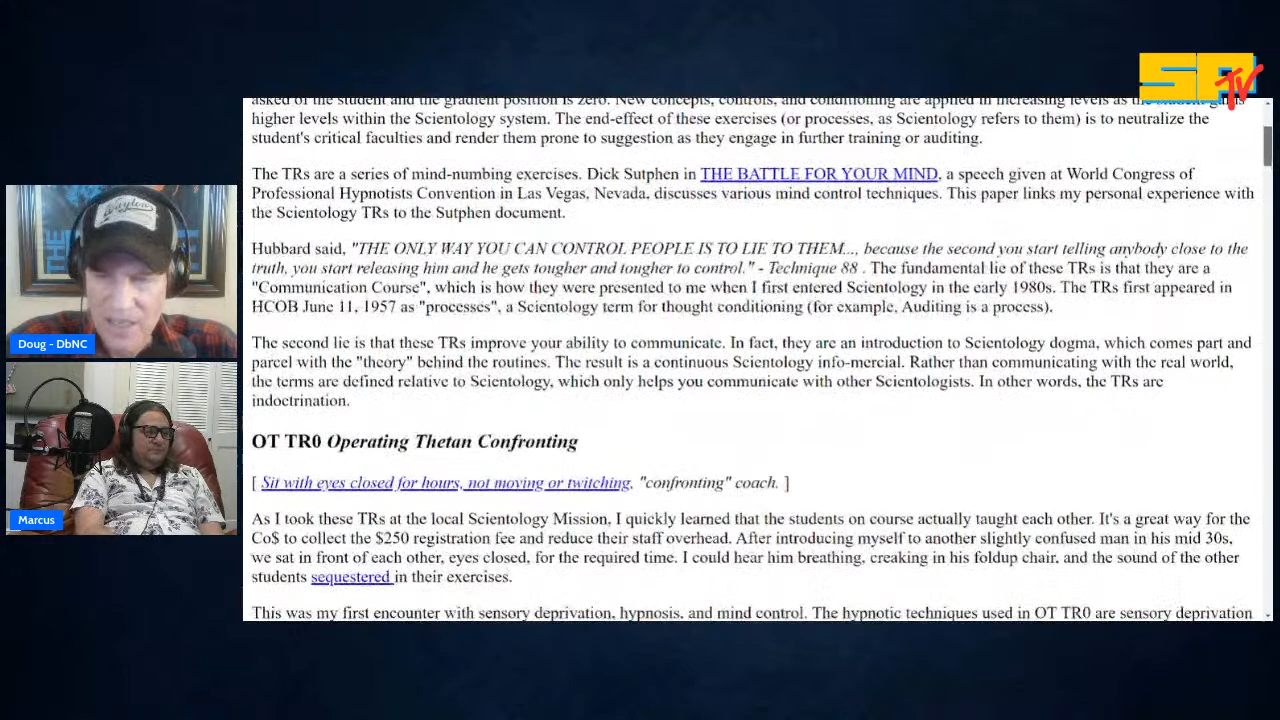 SP TV
asked of the student and the gradient position is zero. New concepts, controls, and conditioning are applied in increasing levels as the student gains
higher levels within the Scientology system. The end-effect of these exercises (or processes, as Scientology refers to them) is to neutralize the
student's critical faculties and render them prone to suggestion as they engage in further training or auditing.
The TRs are a series of mind-numbing exercises. Dick Sutphen in THE BATTLE FOR YOUR MIND, a speech given at World Congress of
Professional Hypnotists Convention in Las Vegas, Nevada, discusses various mind control techniques. This paper links my personal experience with
the Scientology TRs to the Sutphen document.
Hubbard said, "THE ONLY WAY YOU CAN CONTROL PEOPLE IS TO LIE TO THEM..., because the second you start telling anybody close to the
truth, you start releasing him and he gets tougher and tougher to control." - Technique 88 . The fundamental lie of these TRs is that they are a
"Communication Course", which is how they were presented to me when I first entered Scientology in the early 1980s. The TRs first appeared in
HCOB June 11, 1957 as "processes", a Scientology term for thought conditioning (for example, Auditing is a process).
The second lie is that these TRs improve your ability to communicate. In fact, they are an introduction to Scientology dogma, which comes part and
parcel with the "theory" behind the routines. The result is a continuous Scientology info-mercial. Rather than communicating with the real world,
the terms are defined relative to Scientology, which only helps you communicate with other Scientologists. In other words, the TRs are
indoctrination.
OT TR0 Operating Thetan Confronting
[ Sit with eyes closed for hours, not moving or twitching, "confronting" coach. ]
As I took these TRs at the local Scientology Mission, I quickly learned that the students on course actually taught each other. It's a great way for the
Co$ to collect the $250 registration fee and reduce their staff overhead. After introducing myself to another slightly confused man in his mid 30s,
we sat in front of each other, eyes closed, for the required time. I could hear him breathing, creaking in his foldup chair, and the sound of the other
students sequestered in their exercises.
This was my first encounter with sensory deprivation, hypnosis, and mind control. The hypnotic techniques used in OT TR0 are sensory deprivation
Doug - DbNC
Marcus